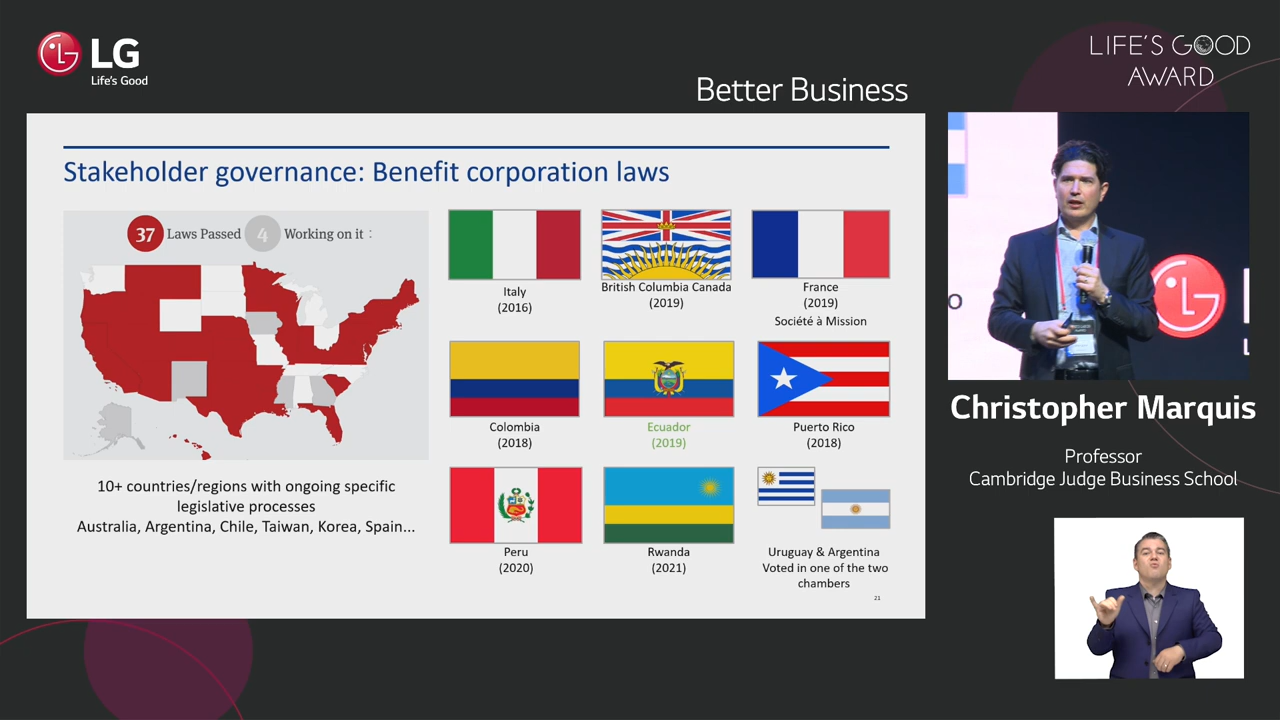 LG
Life's Good
LIFE'S GOOD
AWARD
Better Business
Stakeholder governance: Benefit corporation laws
37 Laws Passed 4 Working on it :
Italy
(2016)
British Columbia Canada
(2019)
France
(2019)
Société à Mission
Colombia
(2018)
Ecuador
(2019)
Puerto Rico
(2018)
10+ countries/regions with ongoing specific
legislative processes
Australia, Argentina, Chile, Taiwan, Korea, Spain...
Peru
(2020)
Rwanda
(2021)
Uruguay & Argentina
Voted in one of the two
chambers
21
Christopher Marquis
Professor
Cambridge Judge Business School